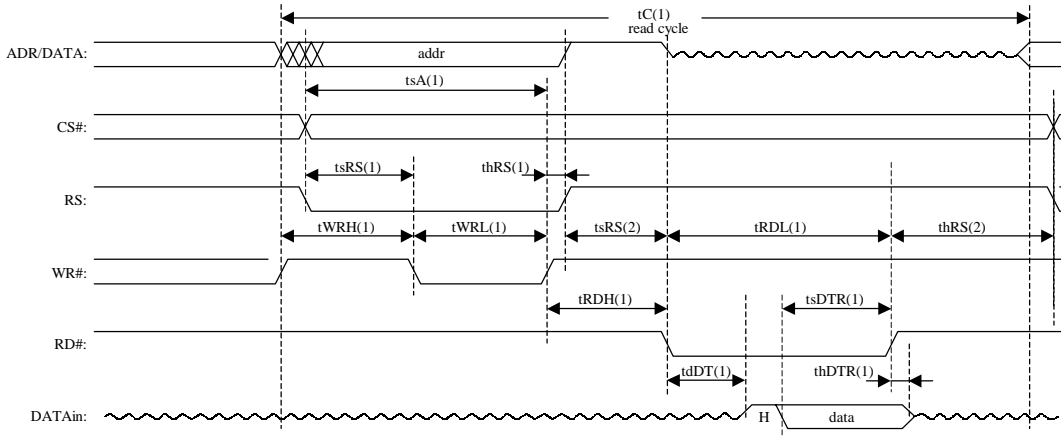 tC(1)
read cycle
ADR/DATA:
addr
tsA(1)
CS#:
tsRS(1)
thRS(1)
RS:
tWRH(1)
tWRL(1)
tsRS(2)
tRDL(1)
thRS(2)
WR#:
tRDH(1)
tsDTR(1)
RD#:
tdDT(1)
thDTR(1)
DATAin:
H
data